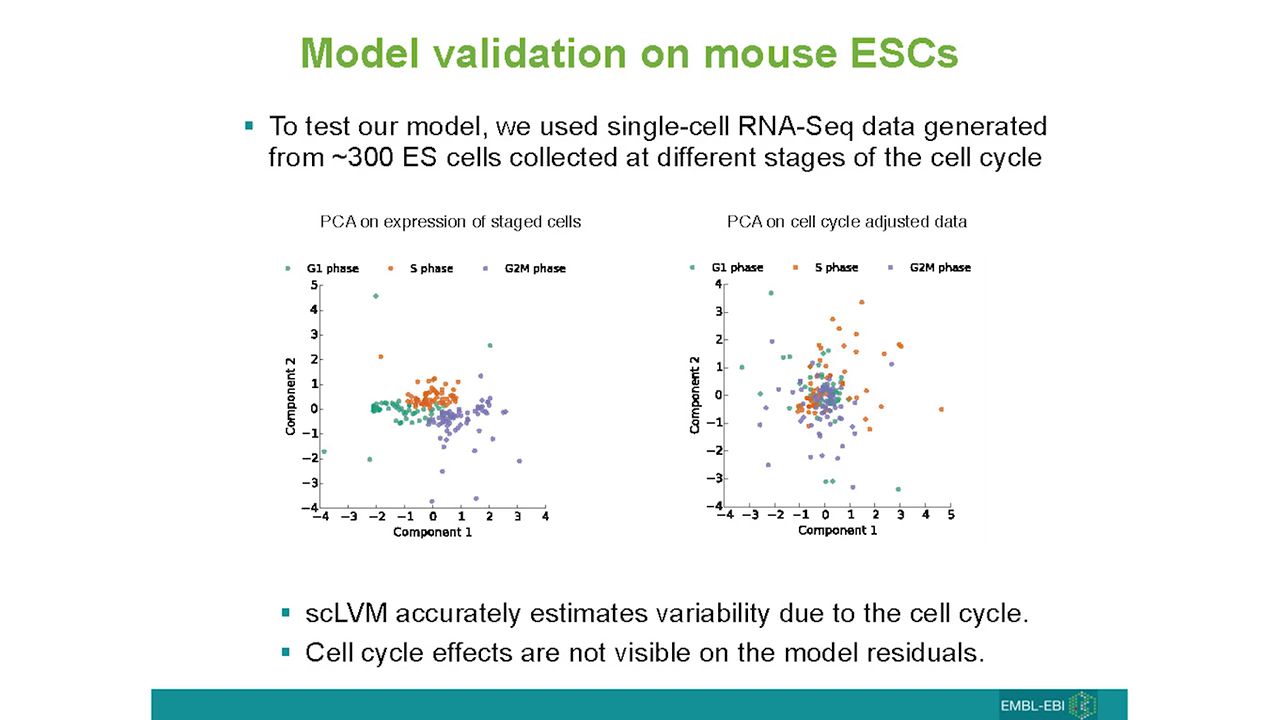 Model validation on mouse ESCs
To test our model, we used single-cell RNA-Seq data generated
from ~300 ES cells collected at different stages of the cell cycle
PCA on expression of staged cells
PCA on cell cycle adjusted data
G1 phase S phase G2M phase
G1 phase S phase G2M phase
5
4
3
2
1
0
−1
−2
−3
−4
Component 2
−4 −3 −2 −1 0 1 2 3 4
Component 1
4
3
2
1
0
−1
−2
−3
−4
Component 2
−4 −3 −2 −1 0 1 2 3 4 5
Component 1
scLVM accurately estimates variability due to the cell cycle.
Cell cycle effects are not visible on the model residuals.
EMBL-EBI